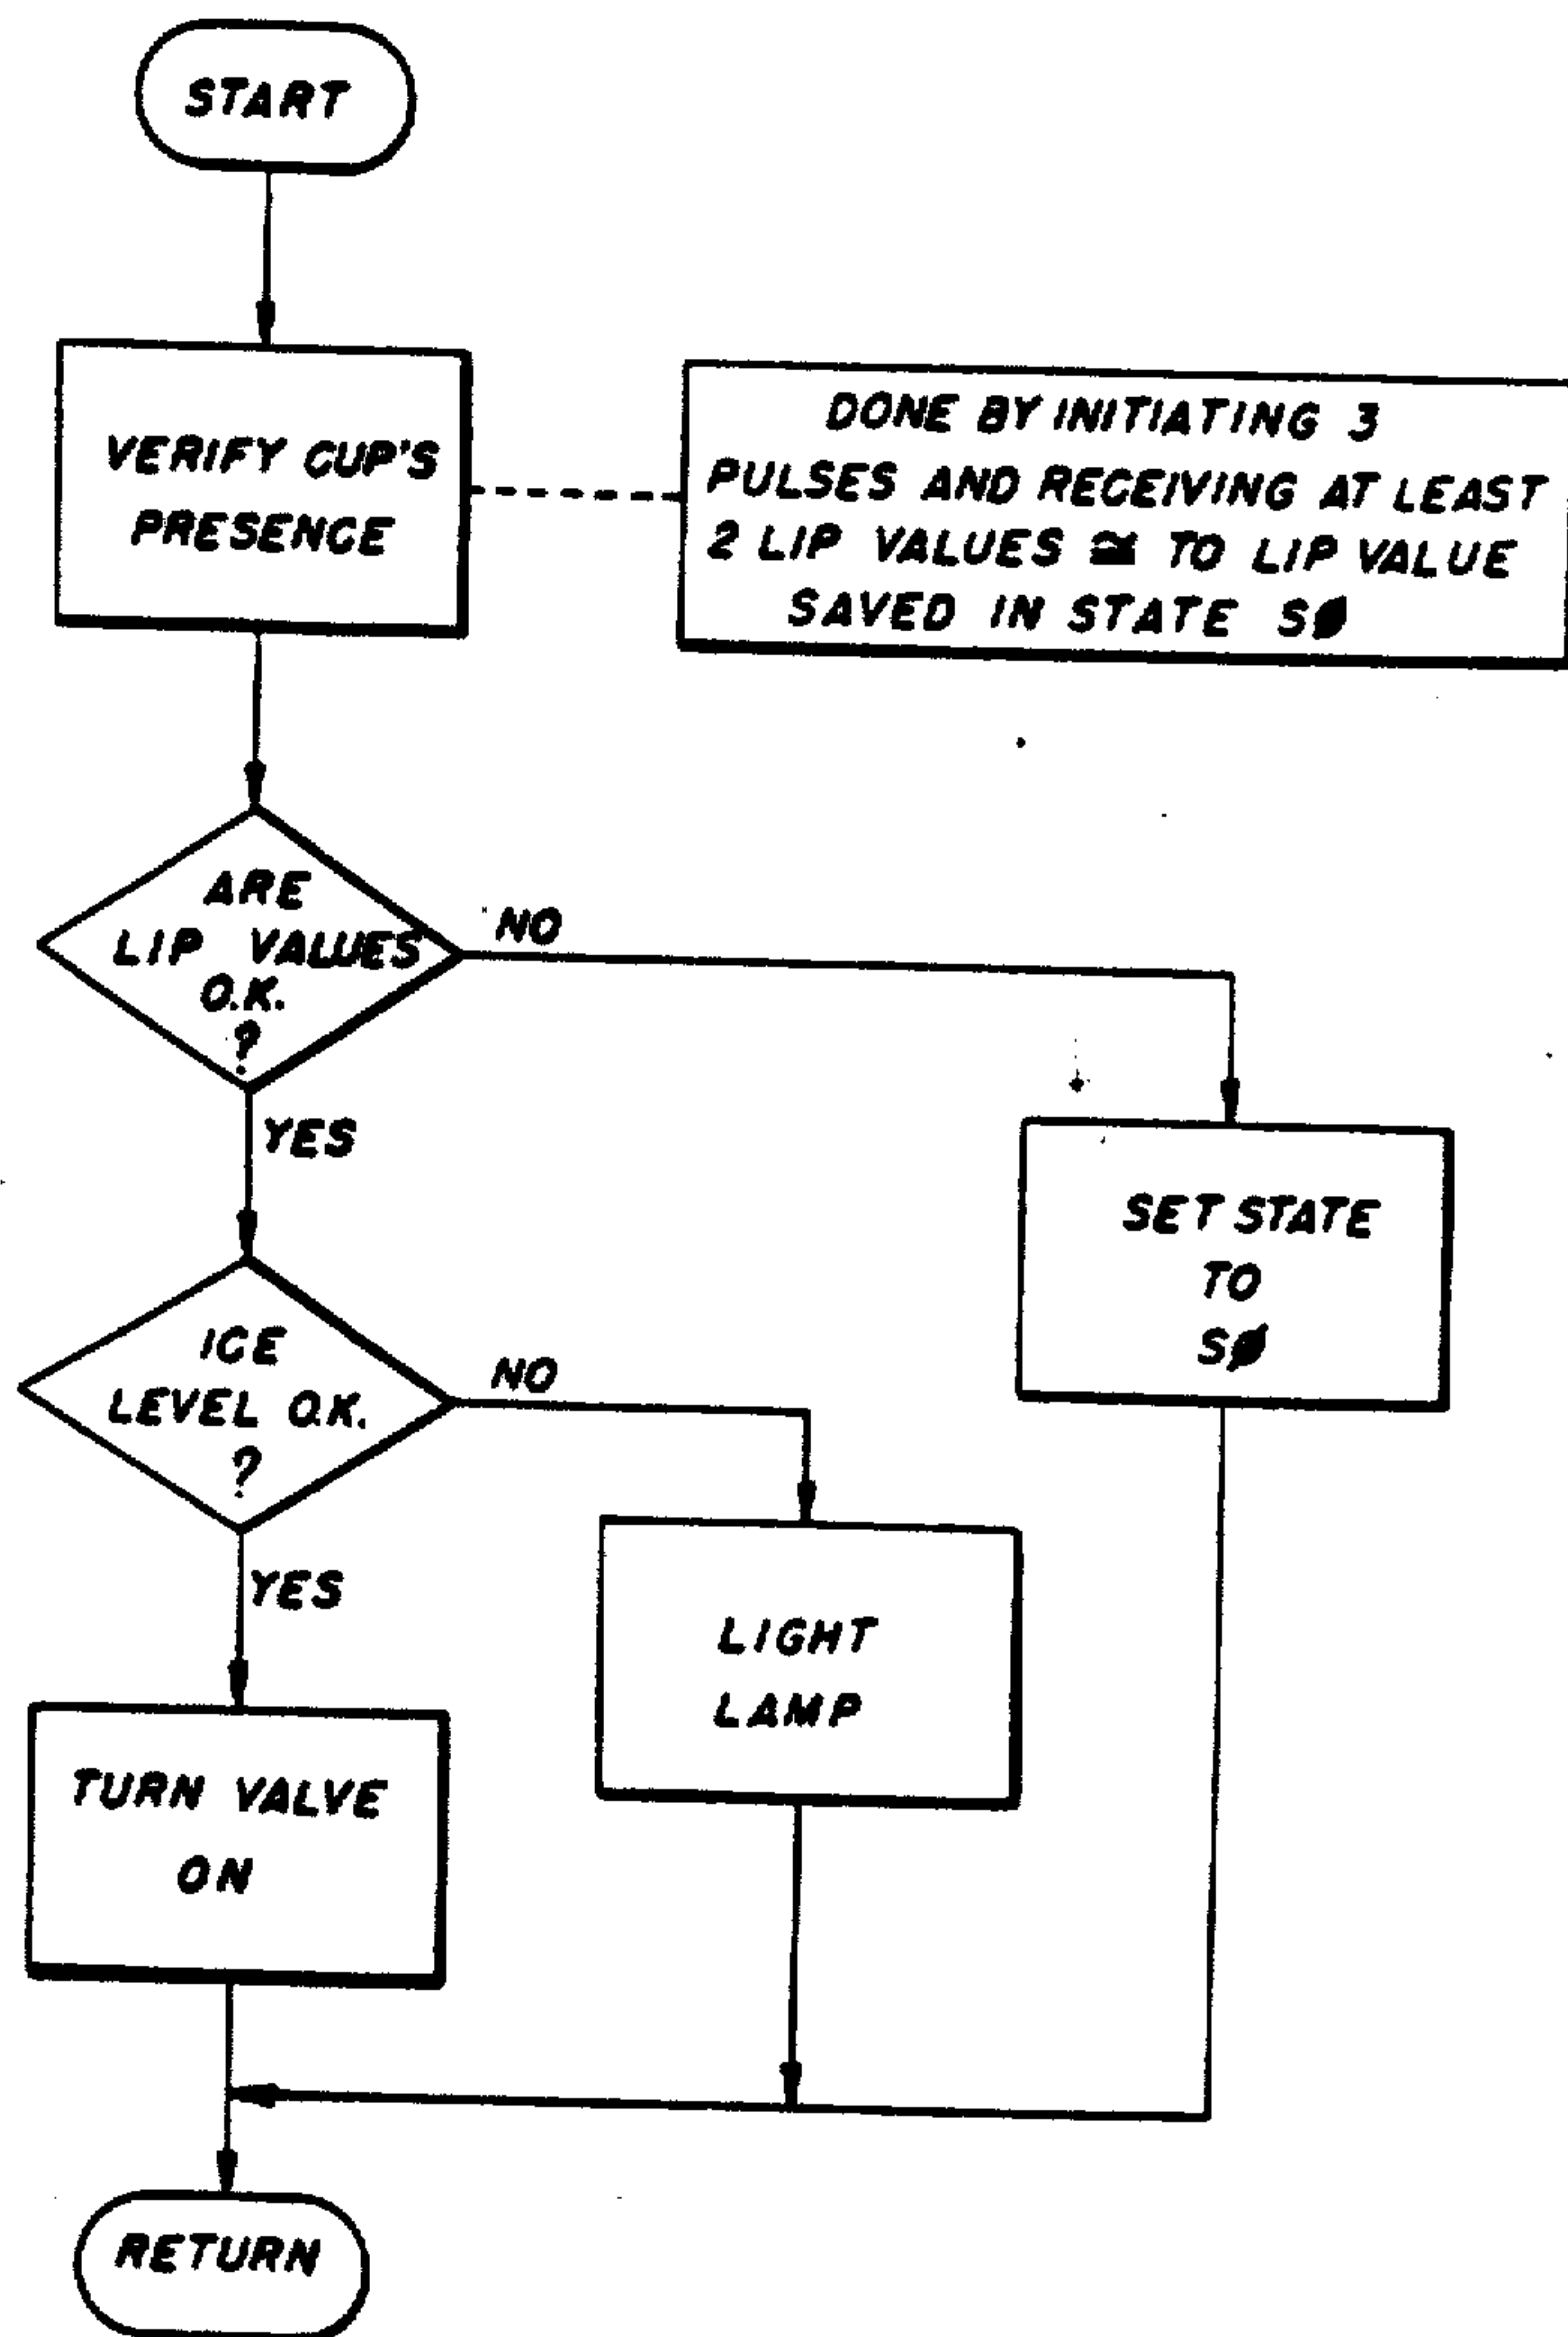 START
VERIFY CUP'S
PRESENCE
DONE BY INITIATING 3
PULSES AND RECEIVING AT LEAST
2 LIP VALUES ≅ TO LIP VALUE
SAVED IN STATE SØ
ARE
LIP VALUES
O.K.
?
NO
YES
SET STATE
TO
SØ
ICE
LEVEL O.K.
?
NO
YES
LIGHT
LAMP
TURN VALVE
ON
RETURN